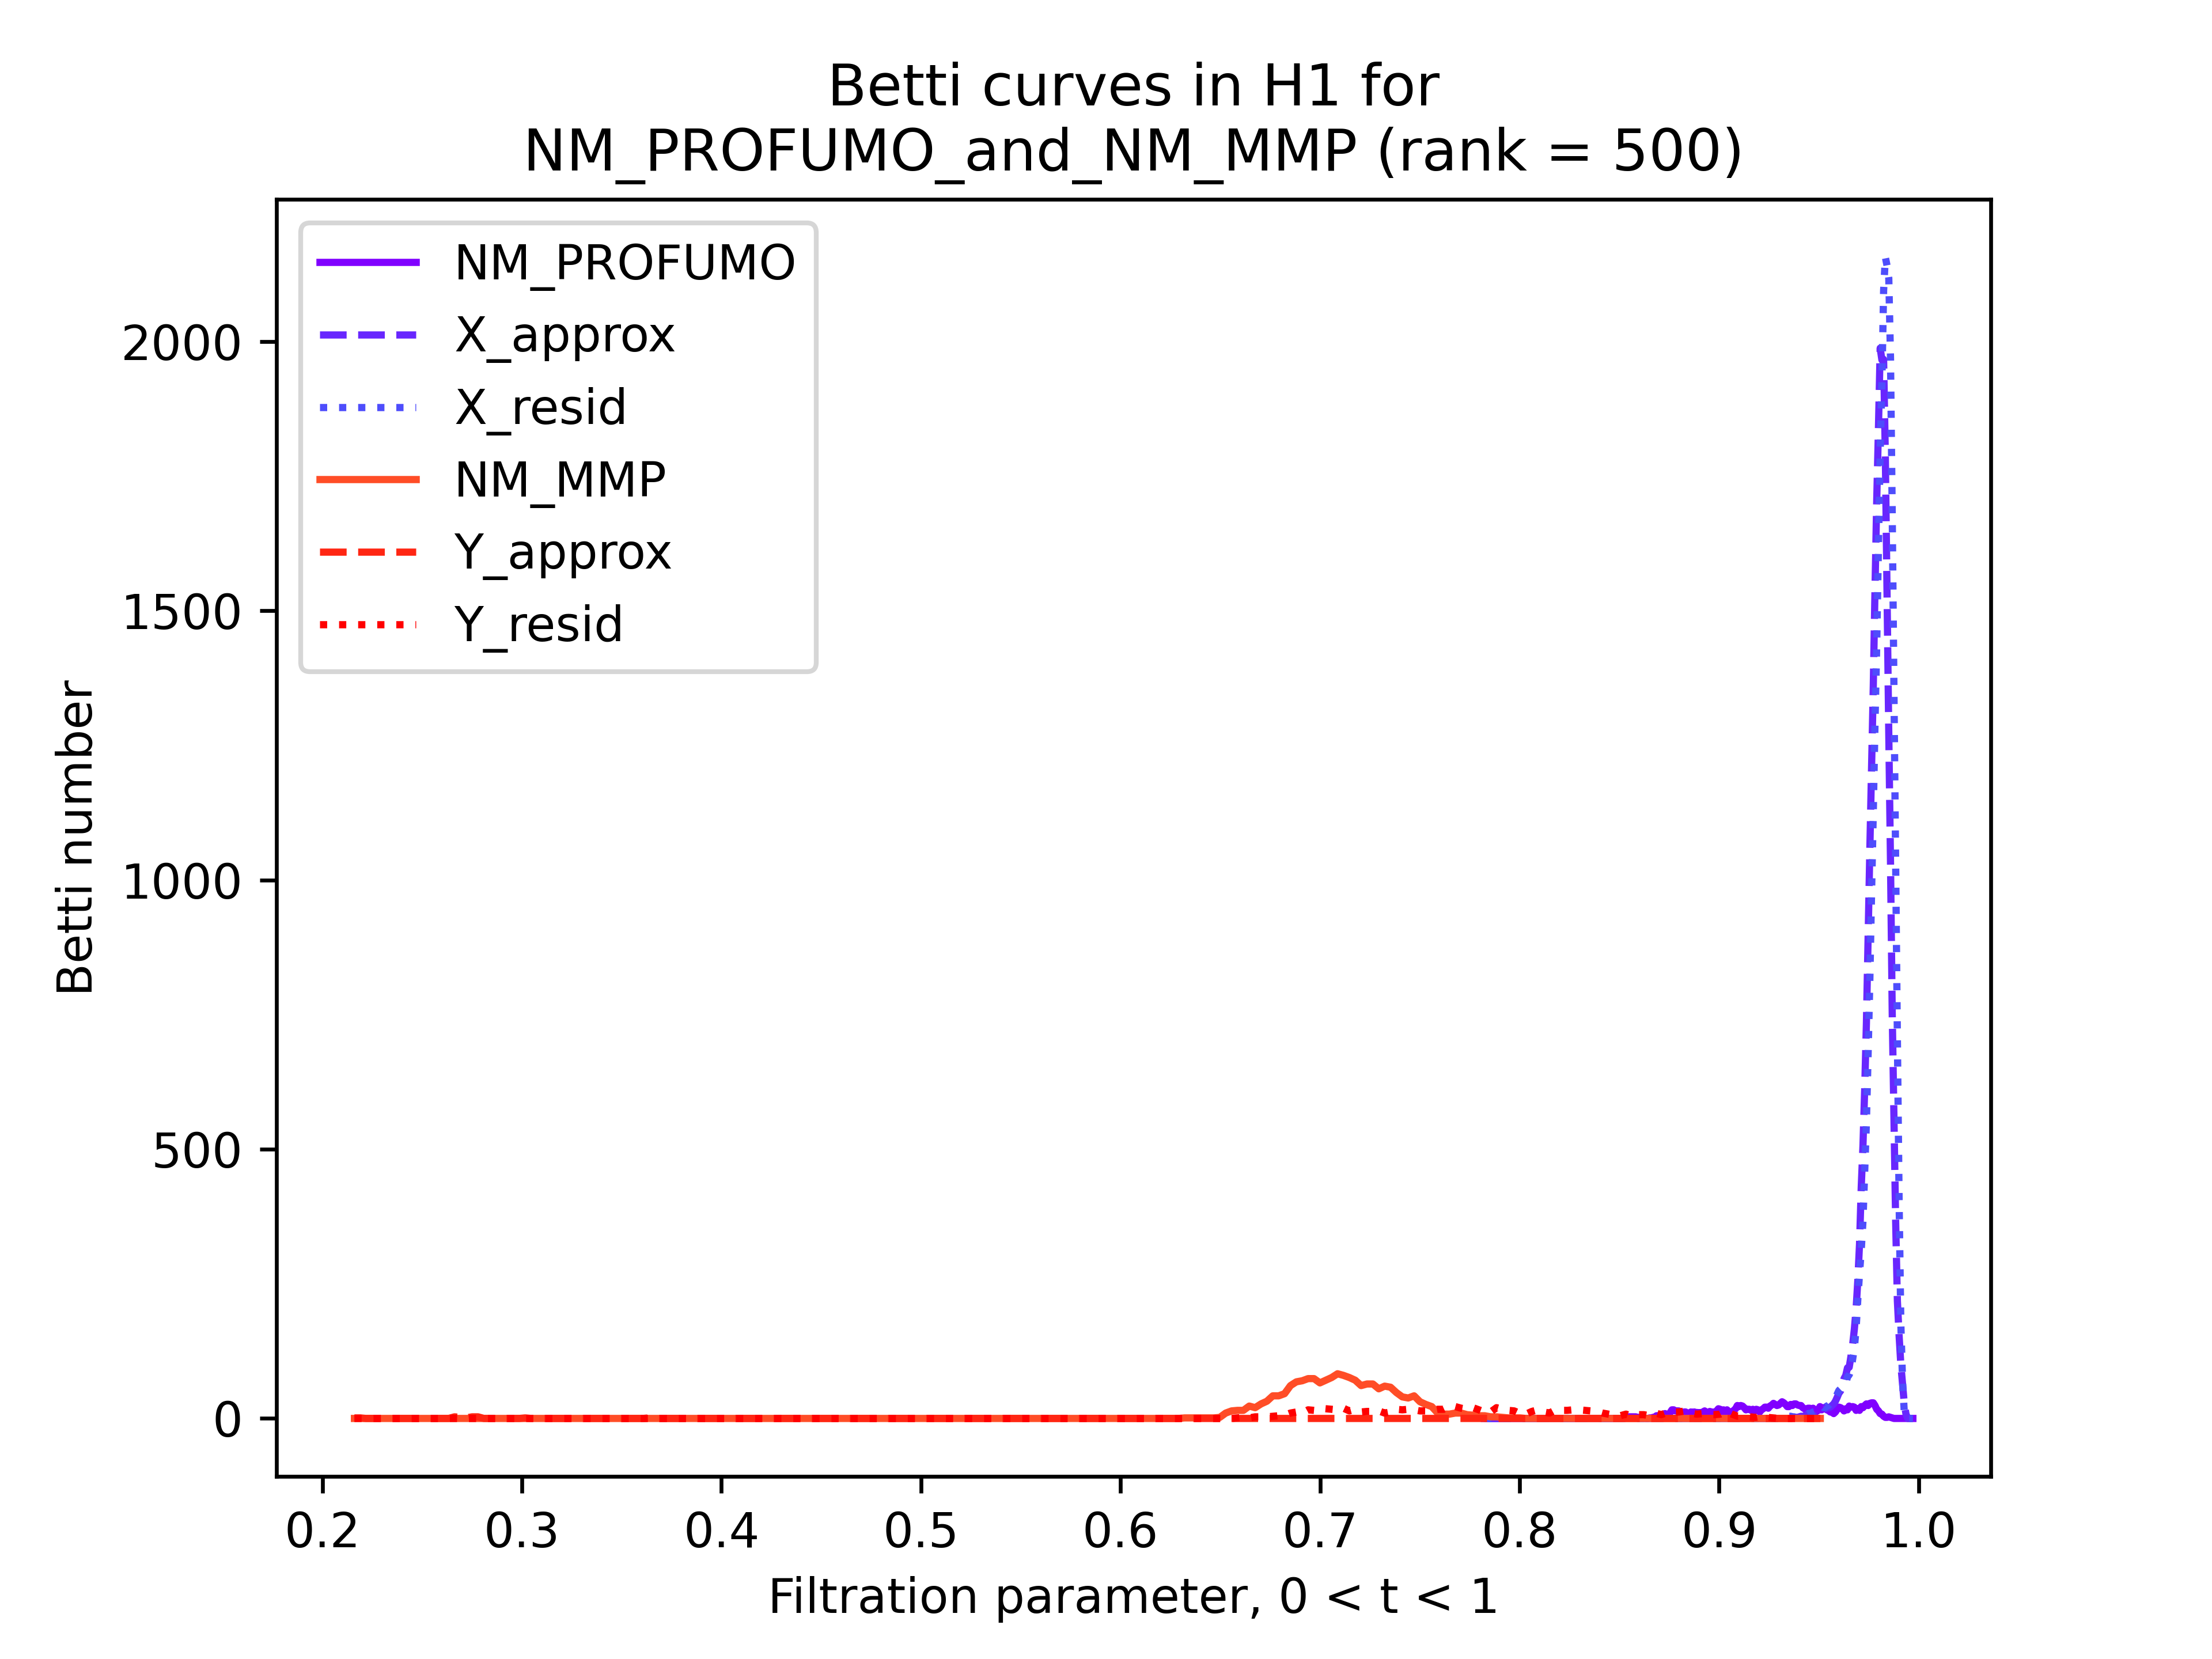 Betti curves in H1 for
NM_PROFUMO_and_NM_MMP (rank = 500)
NM_PROFUMO
X_approx
X_resid
NM_MMP
Y_approx
Y_resid
2000
1500
1000
500
0
Betti number
0.2 0.3 0.4 0.5 0.6 0.7 0.8 0.9 1.0
Filtration parameter, 0 < t < 1